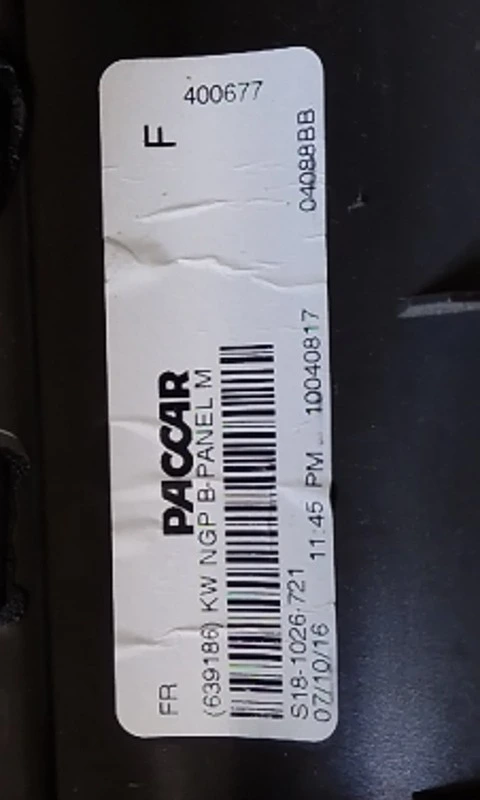 400677
FR
F
PACCAR
(639186) KW NGP B-PANEL M
S18-1026-721
04088BB
07/10/16 11:45 PM 10040817